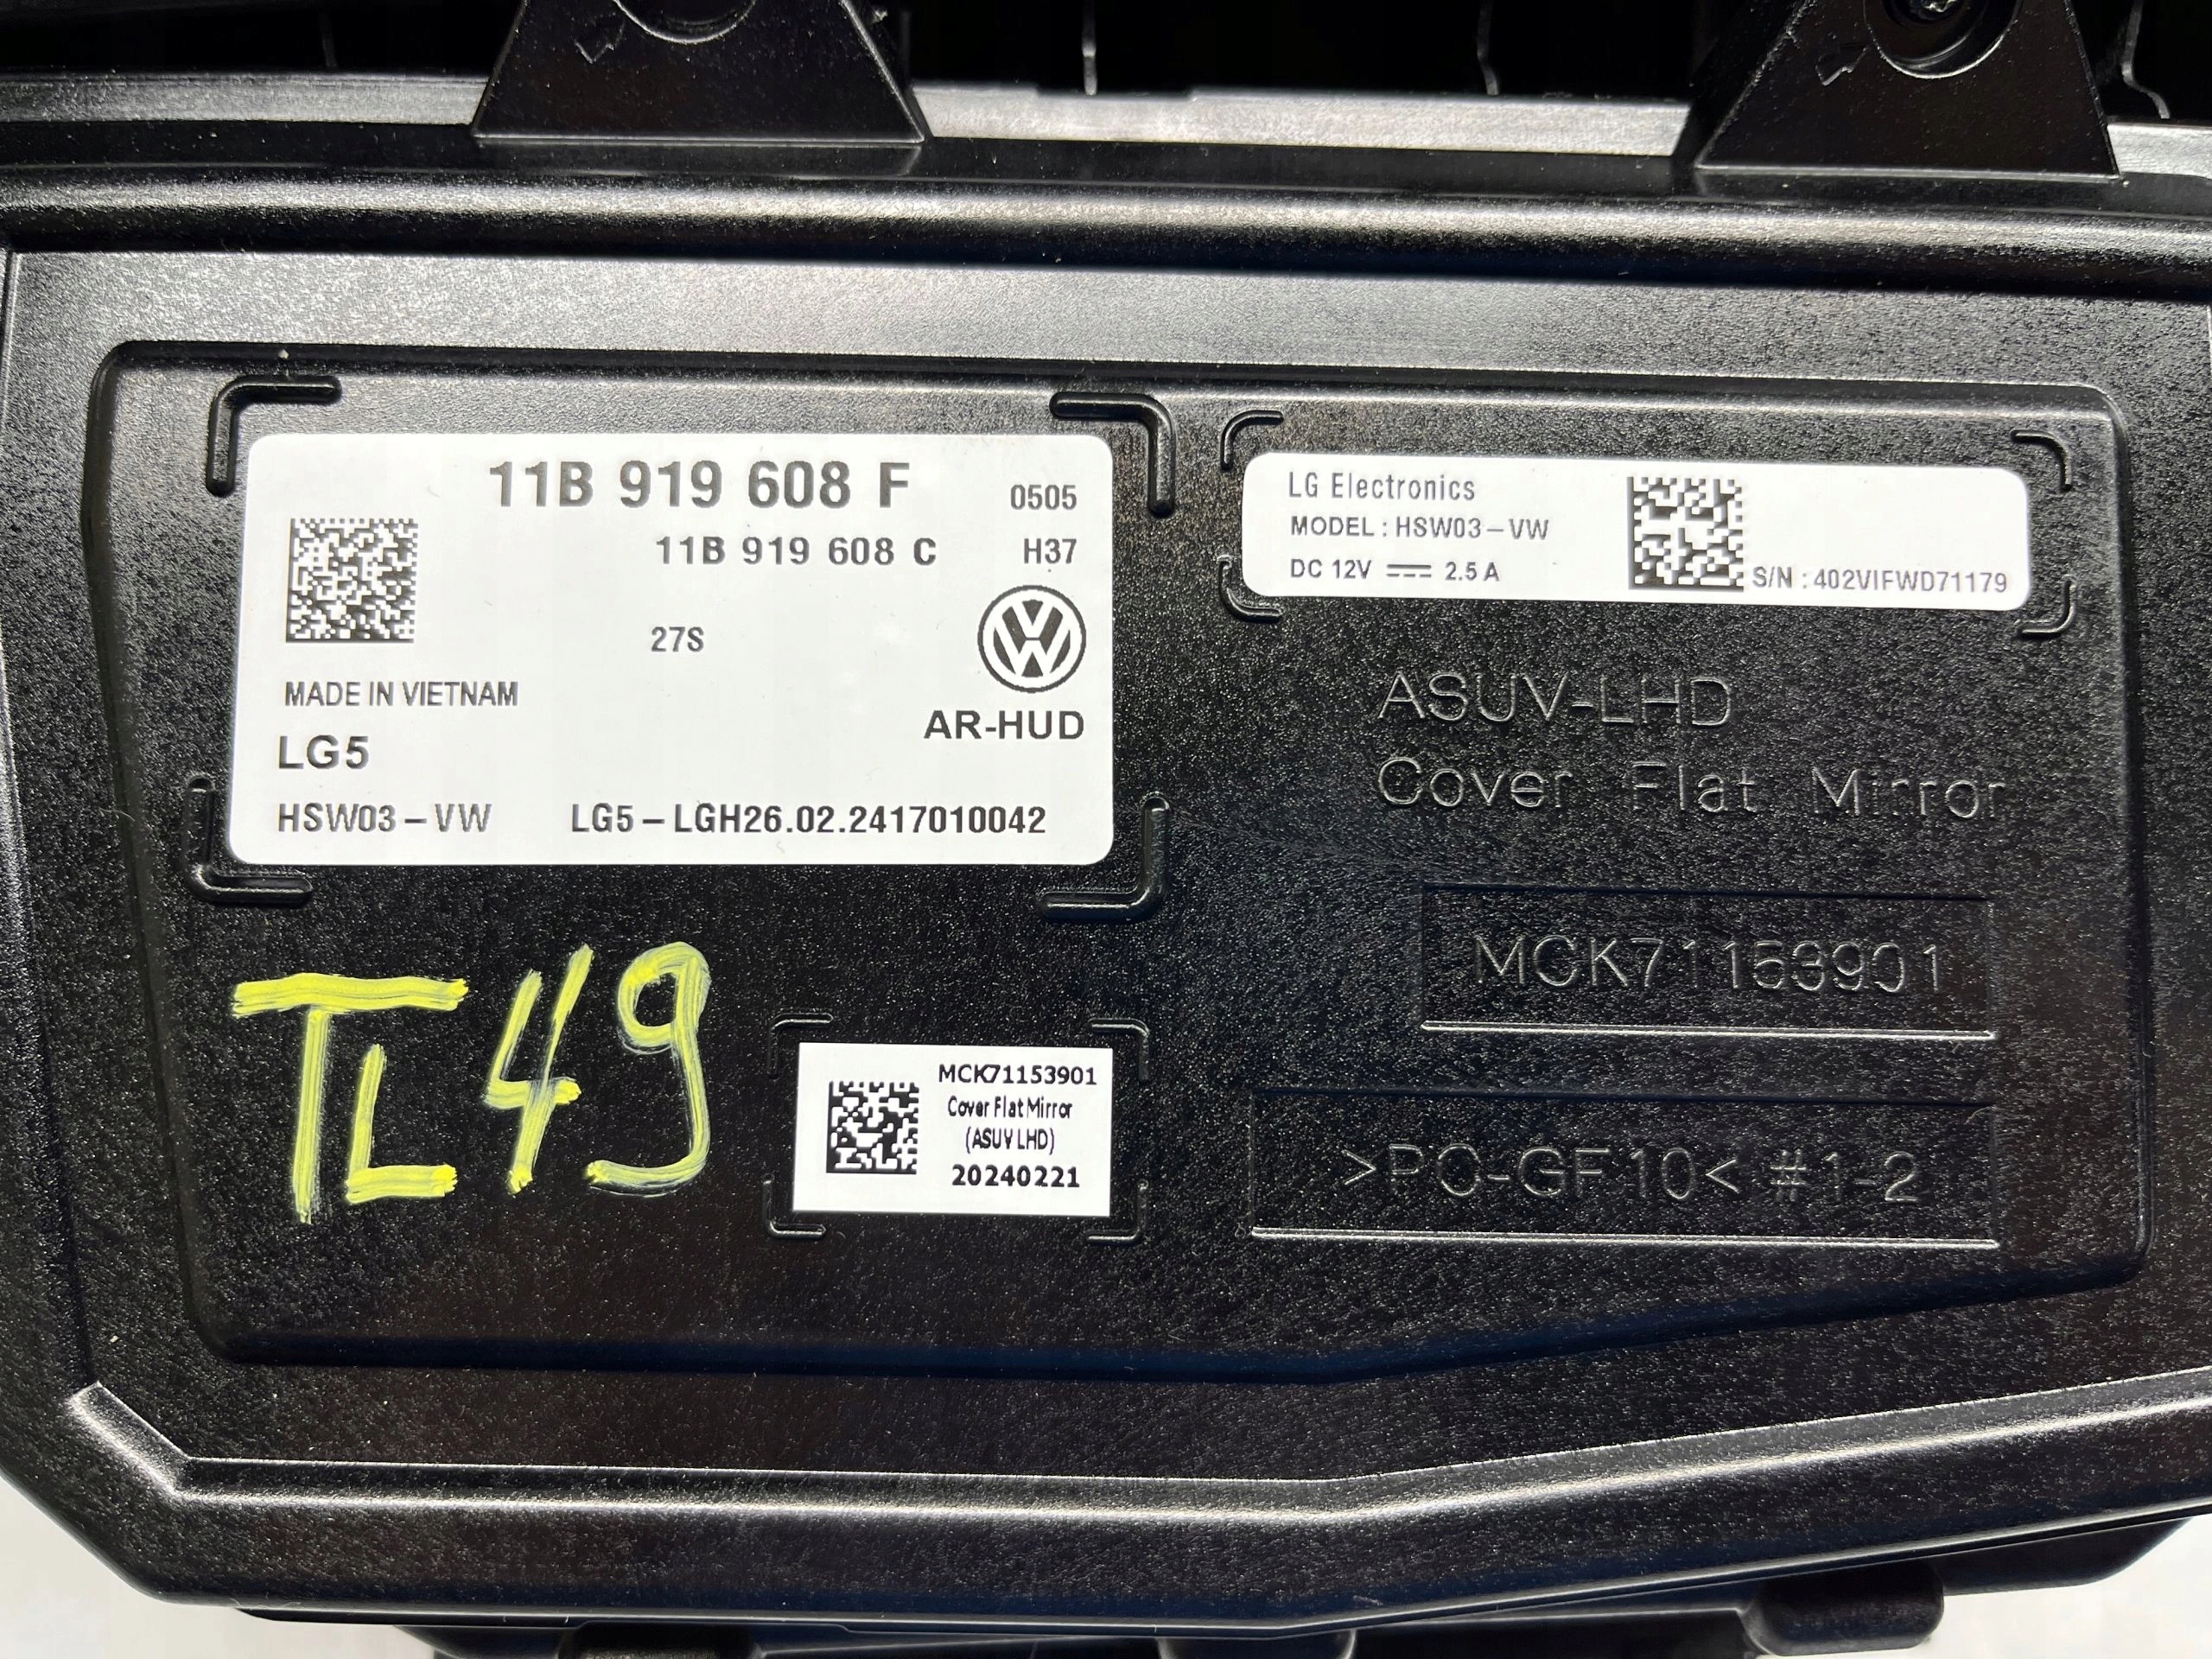 11B 919 608 F
0505
11B 919 608 C
H37
27S
MADE IN VIETNAM
AR-HUD
LG5
HSW03-VW
LG5-LGH26.02.2417010042
LG Electronics
MODEL : HSW03-VW
DC 12V ⎓ 2.5 A
S/N : 402VIFWD71179
ASUV-LHD
Cover Flat Mirror
MCK71153901
>PC-GF10< #1-2
TL49
MCK71153901
Cover Flat Mirror
(ASUV LHD)
20240221